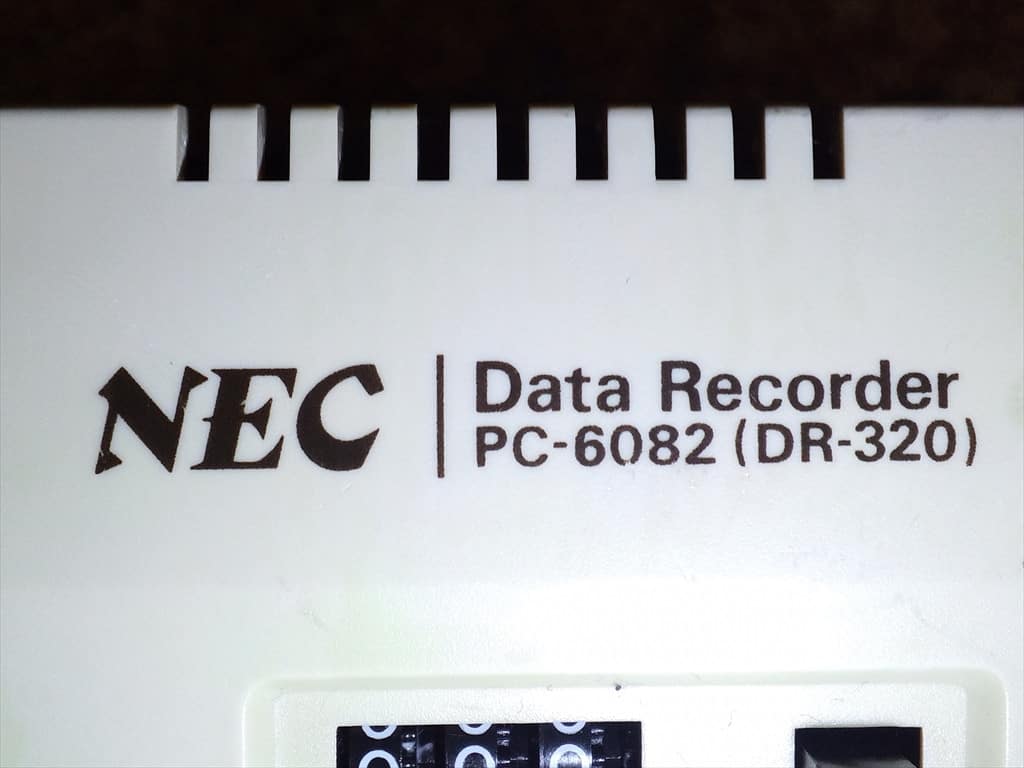 NEC
Data Recorder
PC-6082 (DR-320)